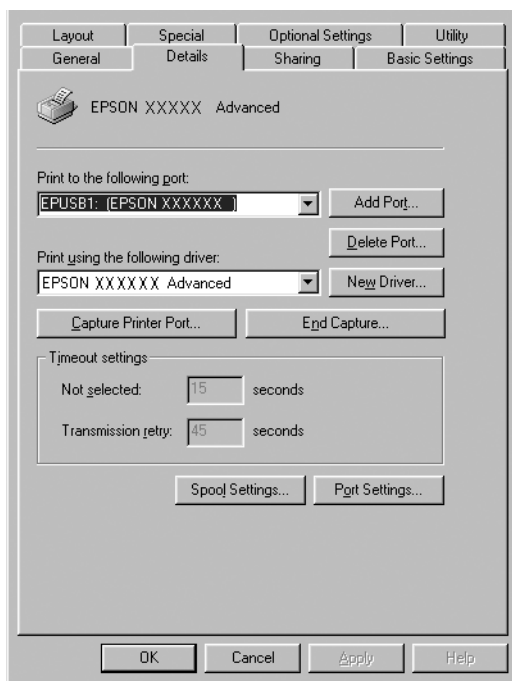 Layout Special Optional Settings Utility
General Details Sharing Basic Settings
EPSON XXXXX Advanced
Print to the following port:
EPUSB1: (EPSON XXXXXX )
Add Port...
Delete Port...
Print using the following driver:
EPSON XXXXXX Advanced
New Driver...
Capture Printer Port... End Capture...
Timeout settings
Not selected: 15 seconds
Transmission retry: 45 seconds
Spool Settings... Port Settings...
OK Cancel Apply Help